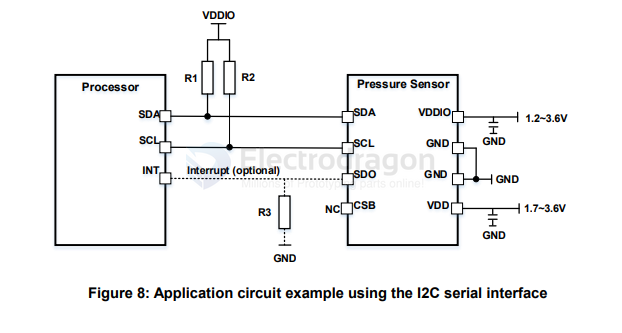 VDDIO
R1
R2
Processor
Pressure Sensor
SDA
SDA
VDDIO
1.2~3.6V
GND
SCL
SCL
GND
Electrodragon
INT
Interrupt (optional)
SDO
GND
GND
R3
NC
CSB
VDD
1.7~3.6V
GND
GND
Figure 8: Application circuit example using the I2C serial interface